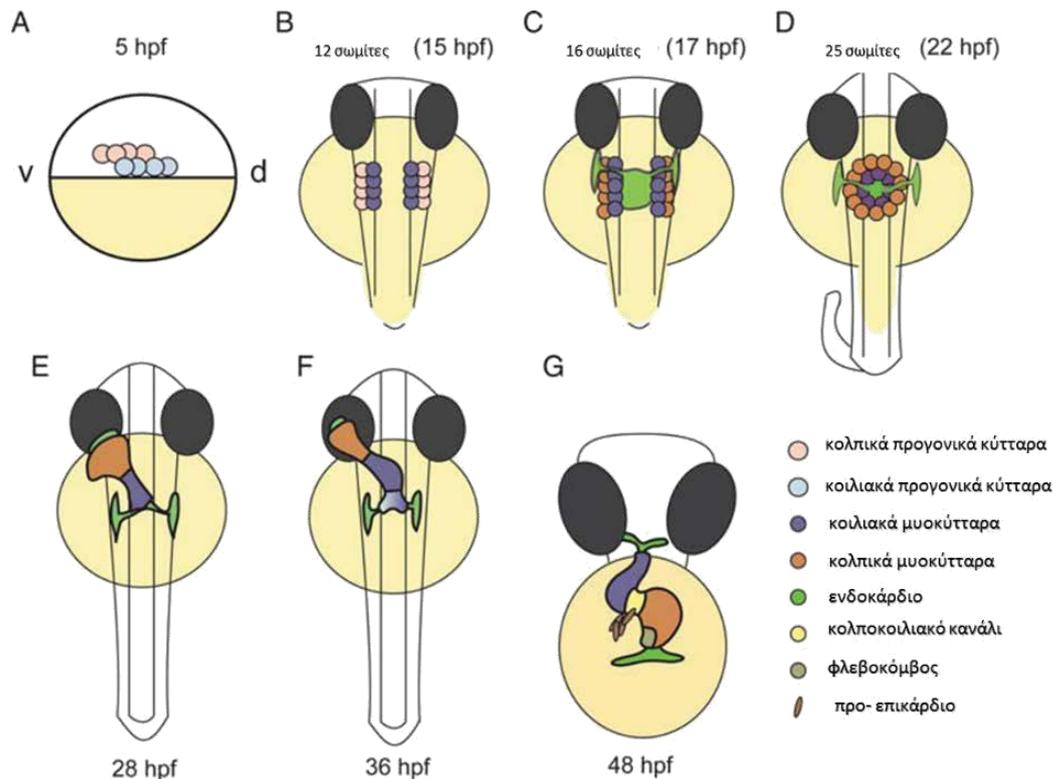 A
5 hpf
v
d
B
12 σωμίτες (15 hpf)
C
16 σωμίτες (17 hpf)
D
25 σωμίτες (22 hpf)
E
28 hpf
F
36 hpf
G
48 hpf
κολπικά προγονικά κύτταρα
κοιλιακά προγονικά κύτταρα
κοιλιακά μυοκύτταρα
κολπικά μυοκύτταρα
ενδοκάρδιο
κολποκοιλιακό κανάλι
φλεβοκόμβος
προ- επικάρδιο